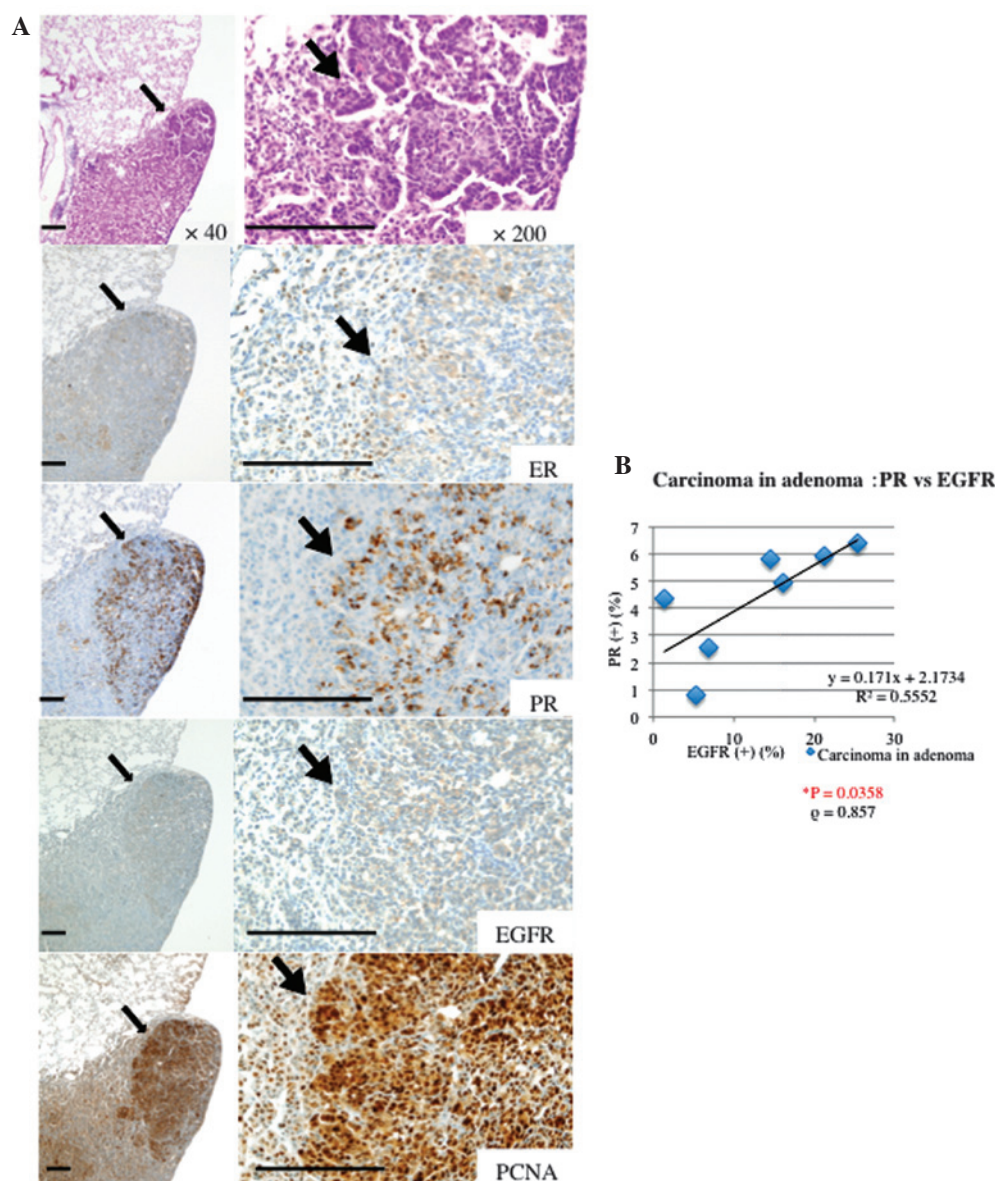 A
× 40
× 200
ER
PR
EGFR
PCNA
B
Carcinoma in adenoma :PR vs EGFR
7
6
5
4
3
2
1
0
PR (+) (%)
y = 0.171x + 2.1734
R² = 0.5552
0
10
20
30
EGFR (+) (%)
Carcinoma in adenoma
*P = 0.0358
ϱ = 0.857